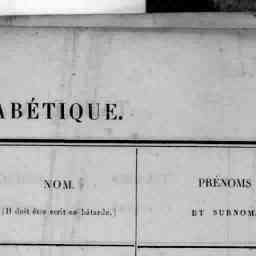 ABÉTIQUE.
NOM.
PRÉNOMS
(Il doit être écrit en bâtarde.)
ET SURNOM.